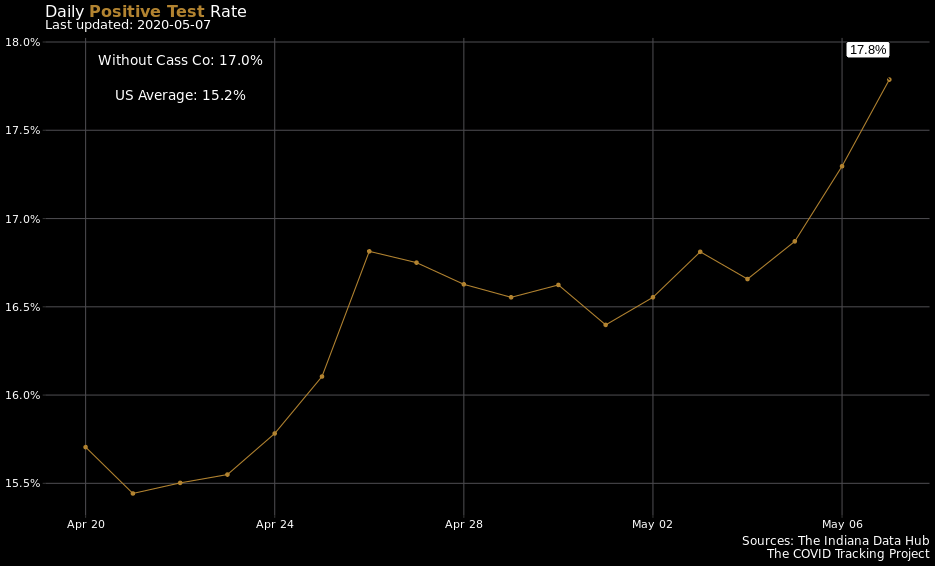 Daily Positive Test Rate
Last updated: 2020-05-07
18.0%
17.8%
Without Cass Co: 17.0%
US Average: 15.2%
17.5%
17.0%
16.5%
16.0%
15.5%
Apr 20
Apr 24
Apr 28
May 02
May 06
Sources: The Indiana Data Hub
The COVID Tracking Project